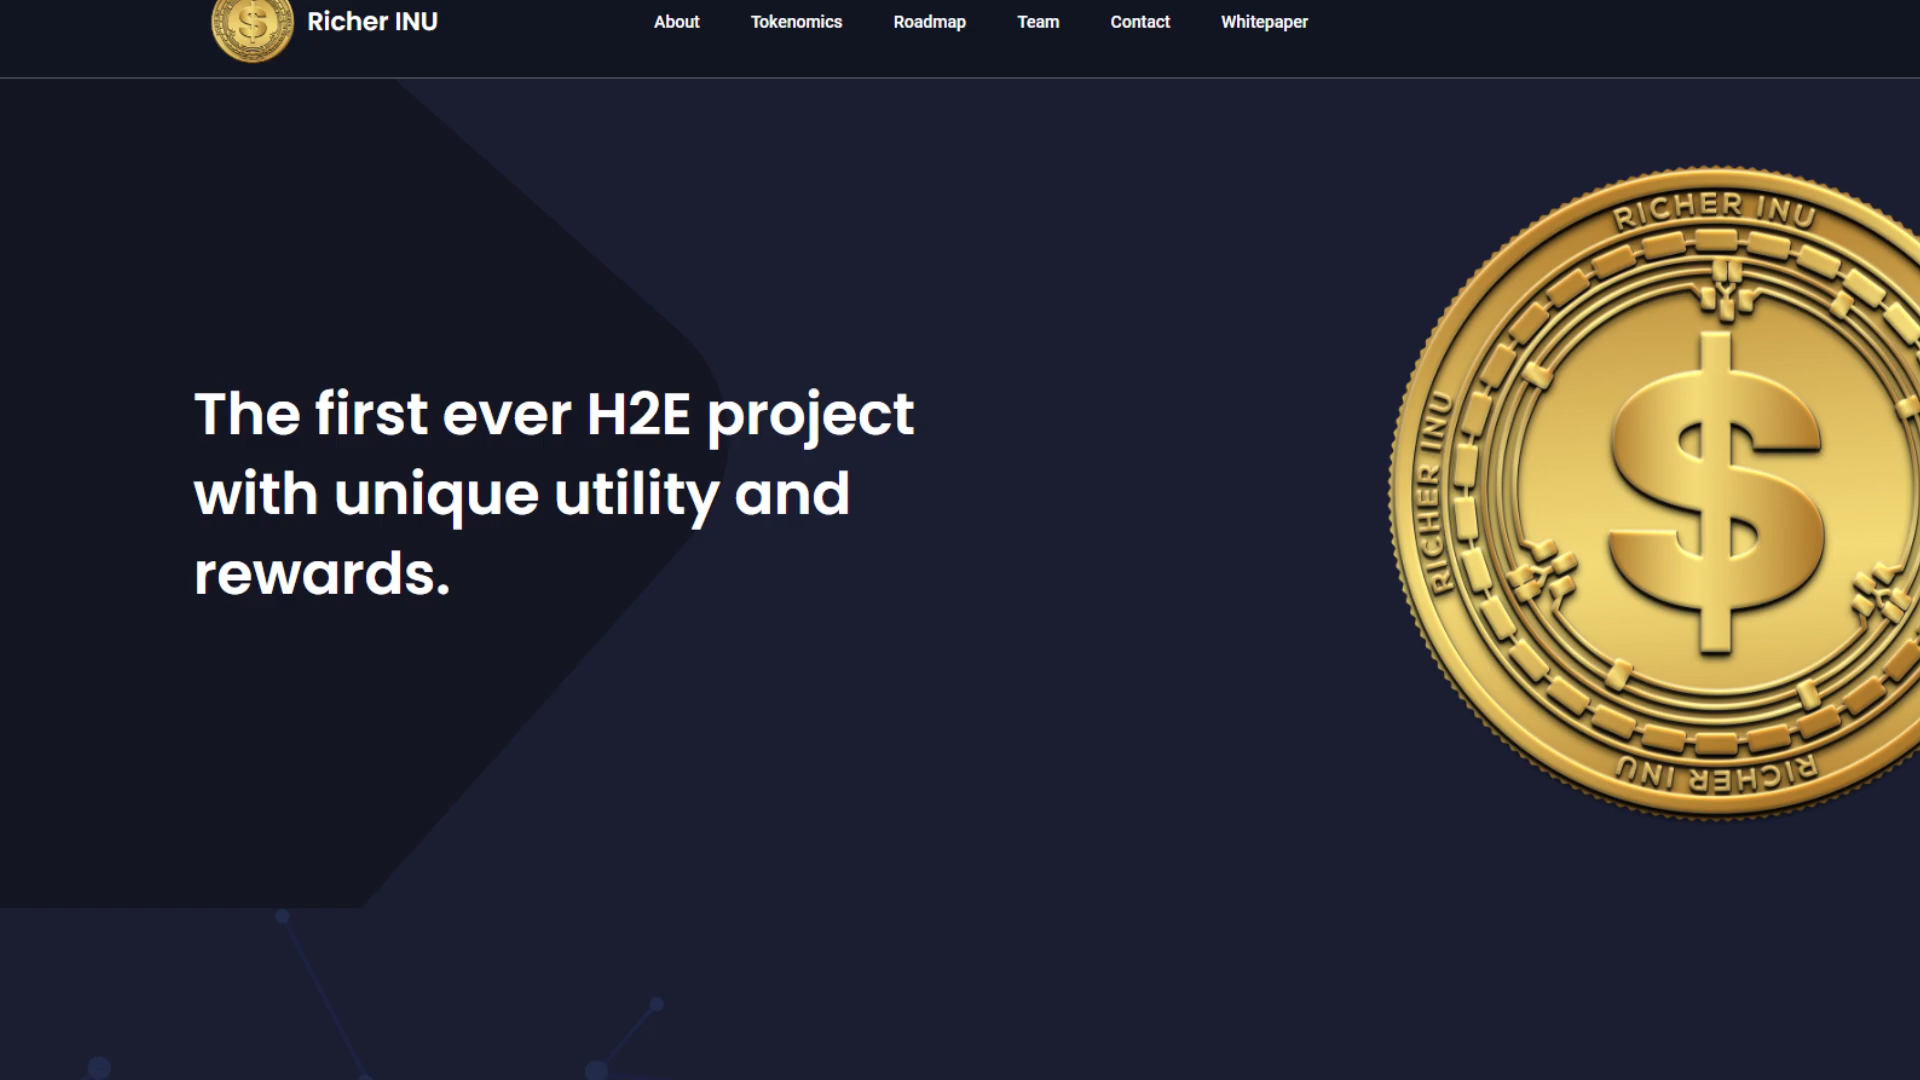 Richer INU
About
Tokenomics
Roadmap
Team
Contact
Whitepaper
The first ever H2E project
with unique utility and
rewards.
RICHER INU
RICHER INU
RICHER INU
$